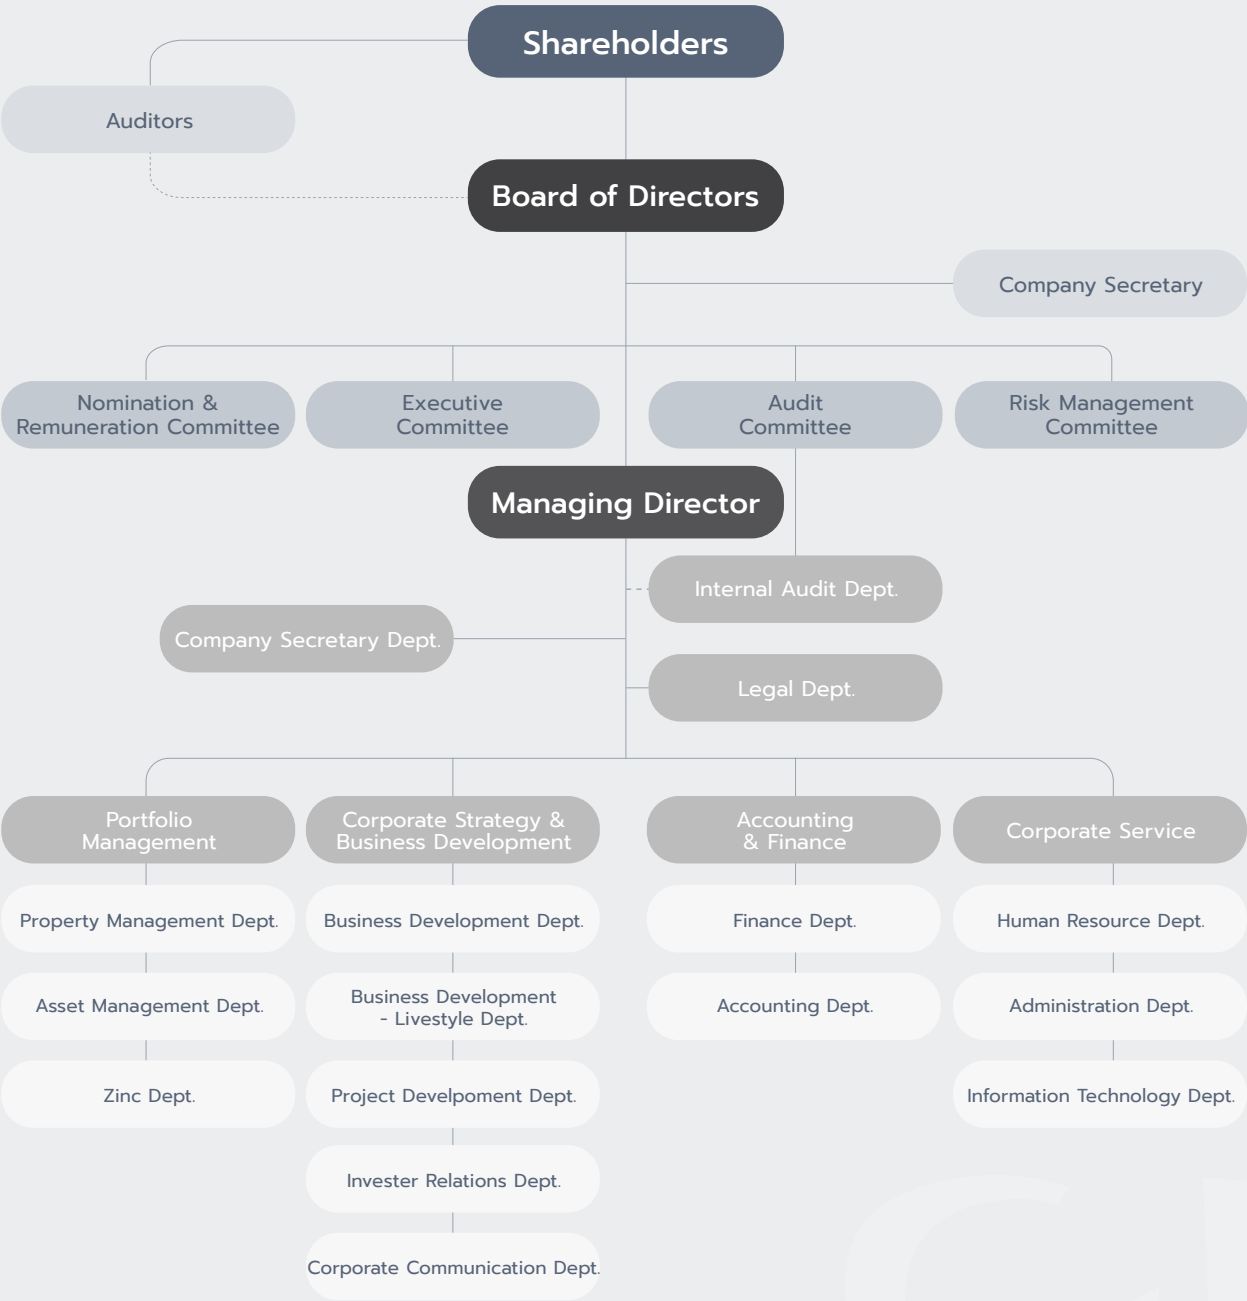 Shareholders
Auditors
Board of Directors
Company Secretary
Nomination &
Remuneration Committee
Executive
Committee
Audit
Committee
Risk Management
Committee
Managing Director
Internal Audit Dept.
Company Secretary Dept.
Legal Dept.
Portfolio
Management
Corporate Strategy &
Business Development
Accounting
& Finance
Corporate Service
Property Management Dept.
Business Development Dept.
Finance Dept.
Human Resource Dept.
Asset Management Dept.
Business Development
- Livestyle Dept.
Accounting Dept.
Administration Dept.
Zinc Dept.
Project Develpoment Dept.
Information Technology Dept.
Invester Relations Dept.
Corporate Communication Dept.